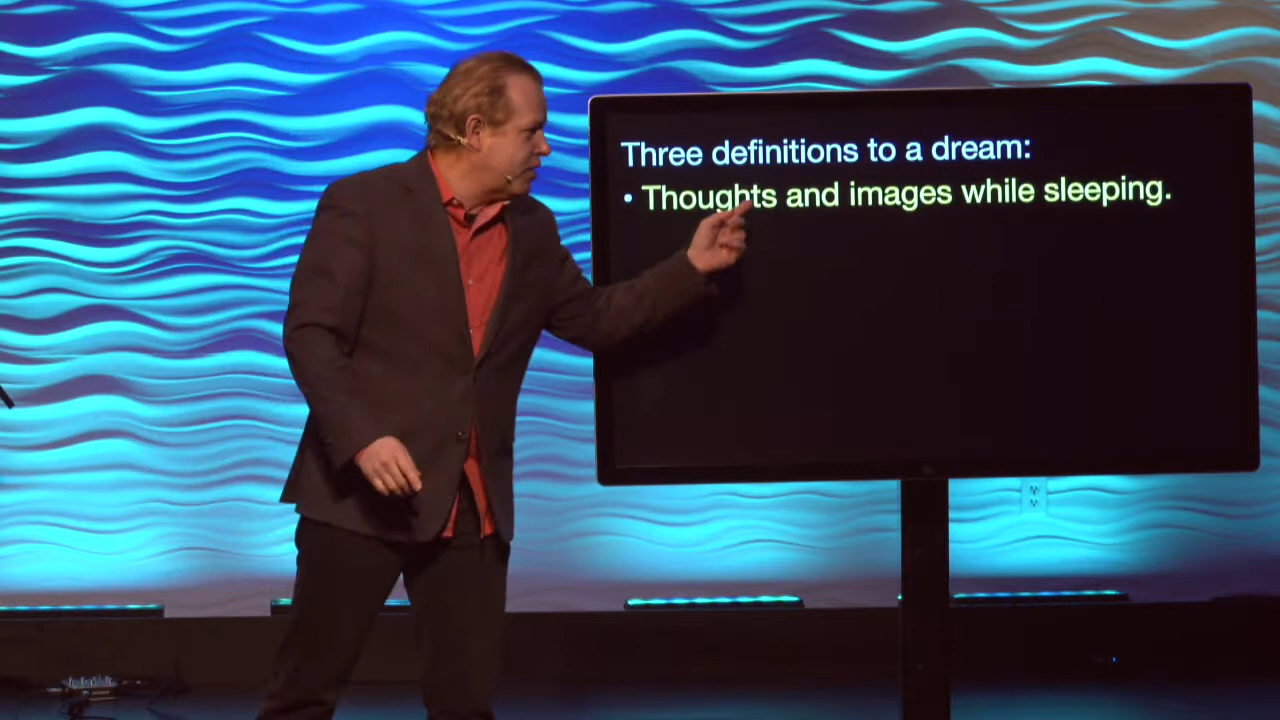 Three definitions to a dream:
• Thoughts and images while sleeping.